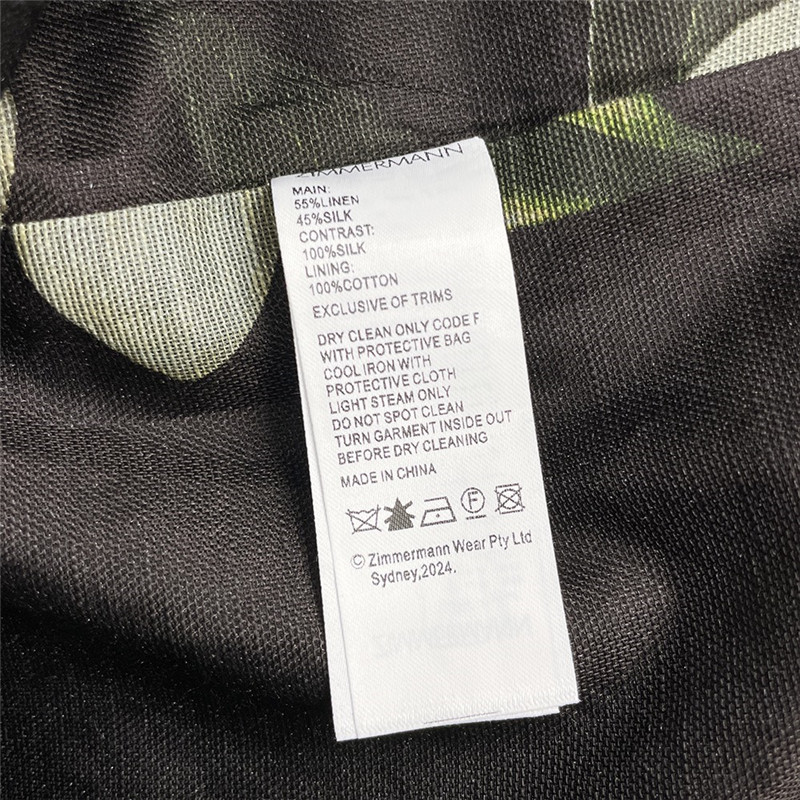 ZIMMERMANN
MAIN:
55%LINEN
45%SILK
CONTRAST:
100%SILK
LINING:
100%COTTON
EXCLUSIVE OF TRIMS
DRY CLEAN ONLY CODE F
WITH PROTECTIVE BAG
COOL IRON WITH
PROTECTIVE CLOTH
LIGHT STEAM ONLY
DO NOT SPOT CLEAN
TURN GARMENT INSIDE OUT
BEFORE DRY CLEANING
MADE IN CHINA
F
© Zimmermann Wear Pty Ltd
Sydney,2024.